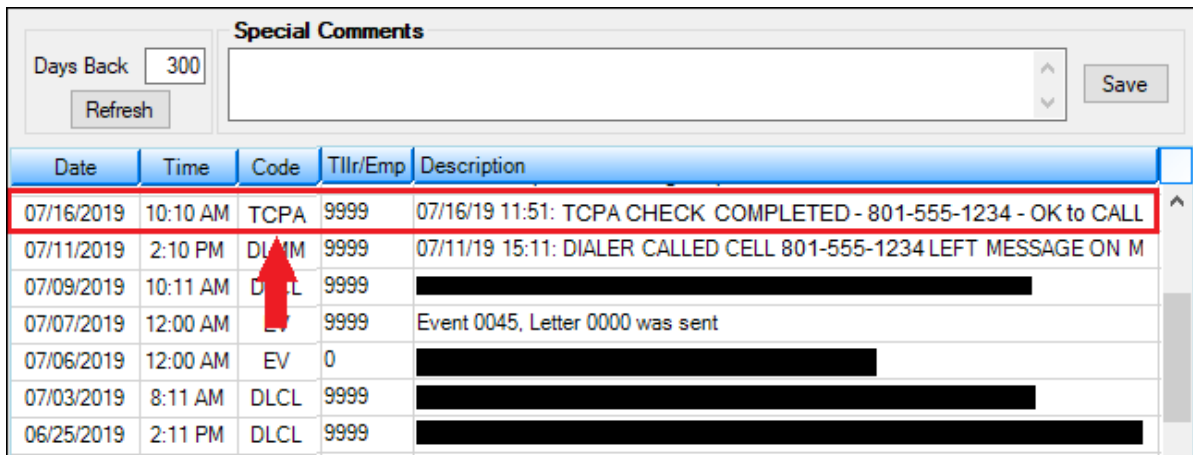 Special Comments
Days Back 300
Save
Refresh
Date Time Code Tllr/Emp Description
07/16/2019 10:10 AM TCPA 9999 07/16/19 11:51: TCPA CHECK COMPLETED - 801-555-1234 - OK to CALL
07/11/2019 2:10 PM 9999 07/11/19 15:11: DIALER CALLED CELL 801-555-1234 LEFT MESSAGE ON M
07/09/2019 10:11 AM 9999
07/07/2019 12:00 AM EV 9999 Event 0045, Letter 0000 was sent
07/06/2019 12:00 AM EV 0
07/03/2019 8:11 AM DLCL 9999
06/25/2019 2:11 PM DLCL 9999